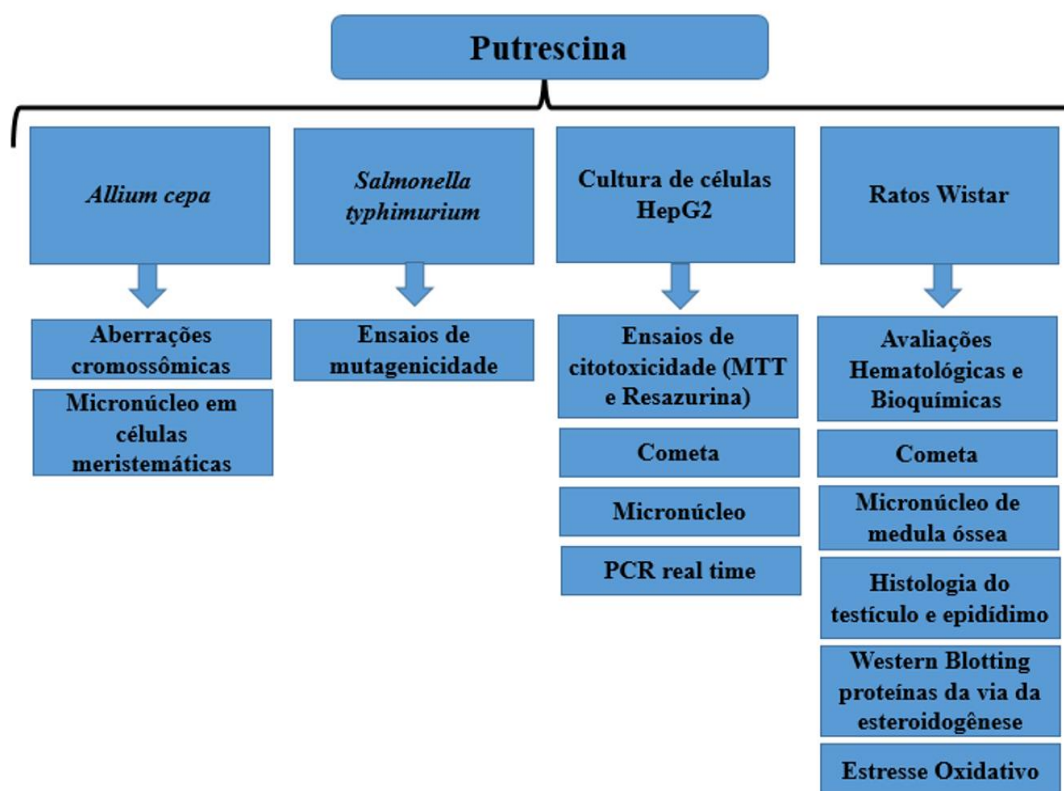 Putrescina
Allium cepa
Aberrações
cromossômicas
Micronúcleo em
células
meristemáticas
Salmonella
typhimurium
Ensaios de
mutagenicidade
Cultura de células
HepG2
Ensaios de
citotoxicidade (MTT
e Resazurina)
Cometa
Micronúcleo
PCR real time
Ratos Wistar
Avaliações
Hematológicas e
Bioquímicas
Cometa
Micronúcleo de
medula óssea
Histologia do
testículo e epidídimo
Western Blotting
proteínas da via da
esteroidogênese
Estresse Oxidativo